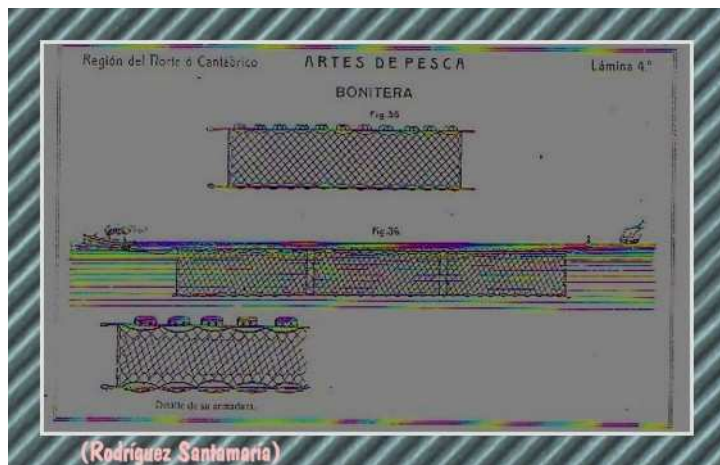 Región del Norte ó Cantábrico ARTES DE PESCA Lámina 4.ª
BONITERA
Fig. 35
Fig. 36.
Detalle de su armadura.
(Rodríguez Santamaría)